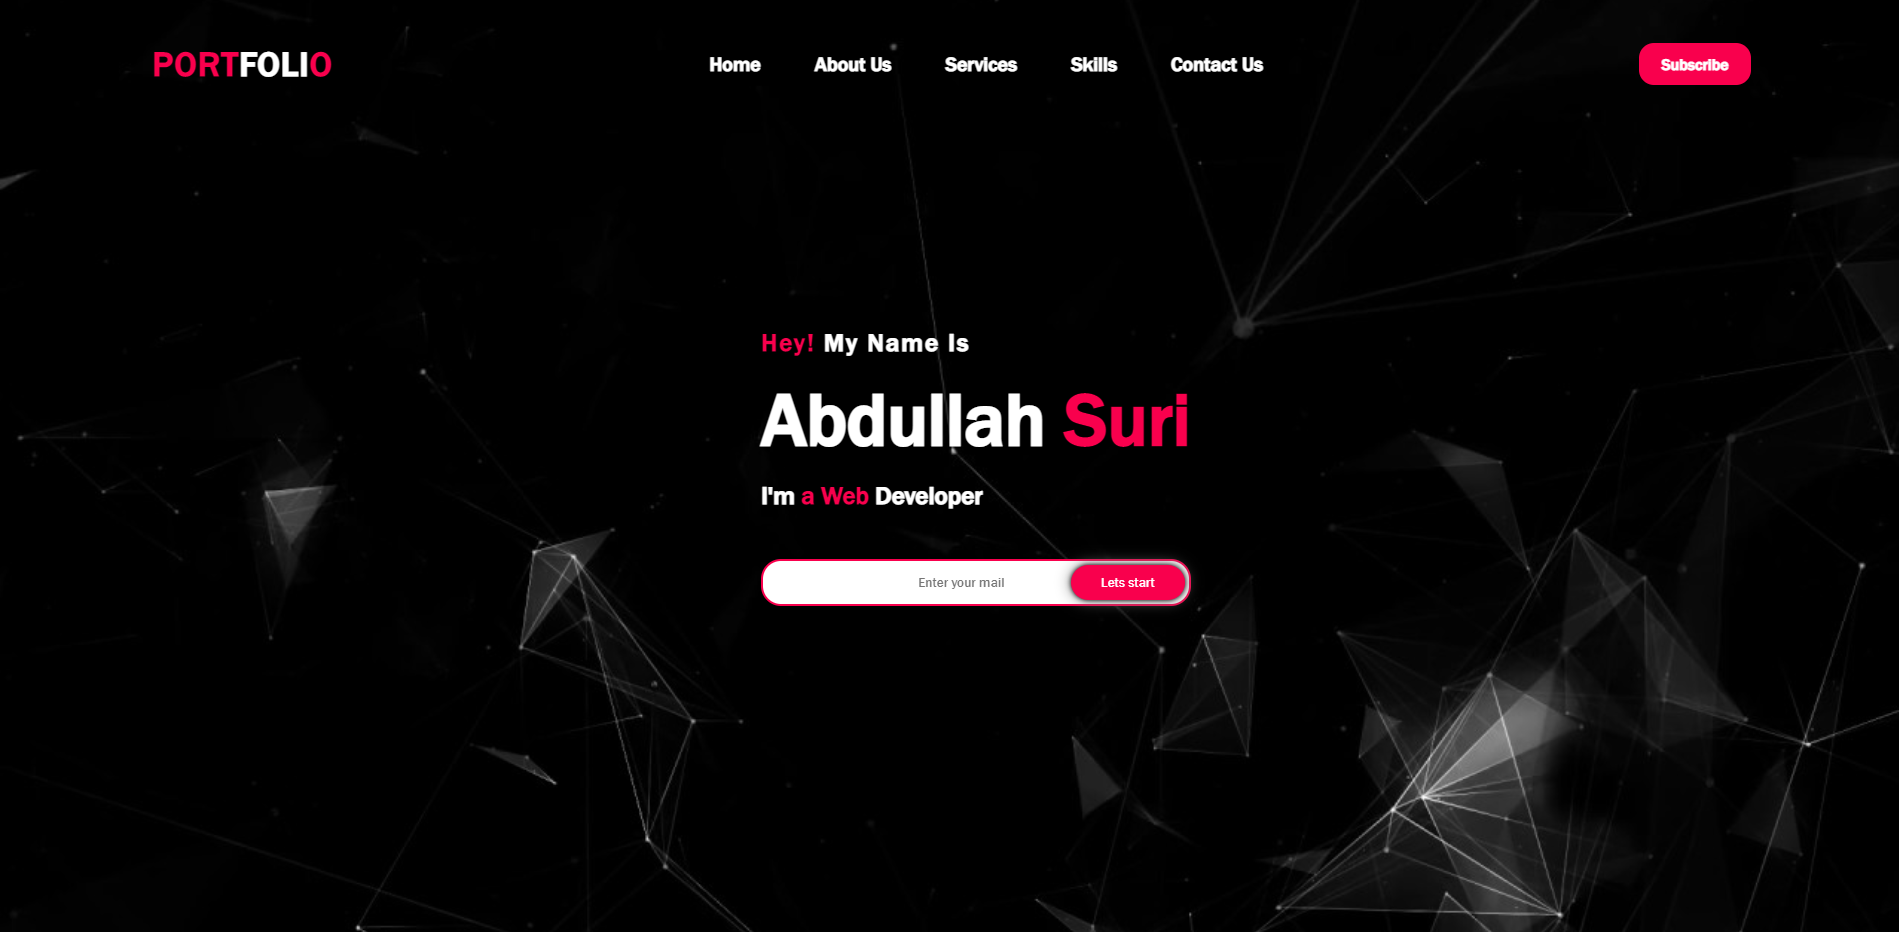 PORTFOLIO
Home About Us Services Skills Contact Us
Subscribe
Hey! My Name Is
Abdullah Suri
I'm a Web Developer
Enter your mail
Lets start